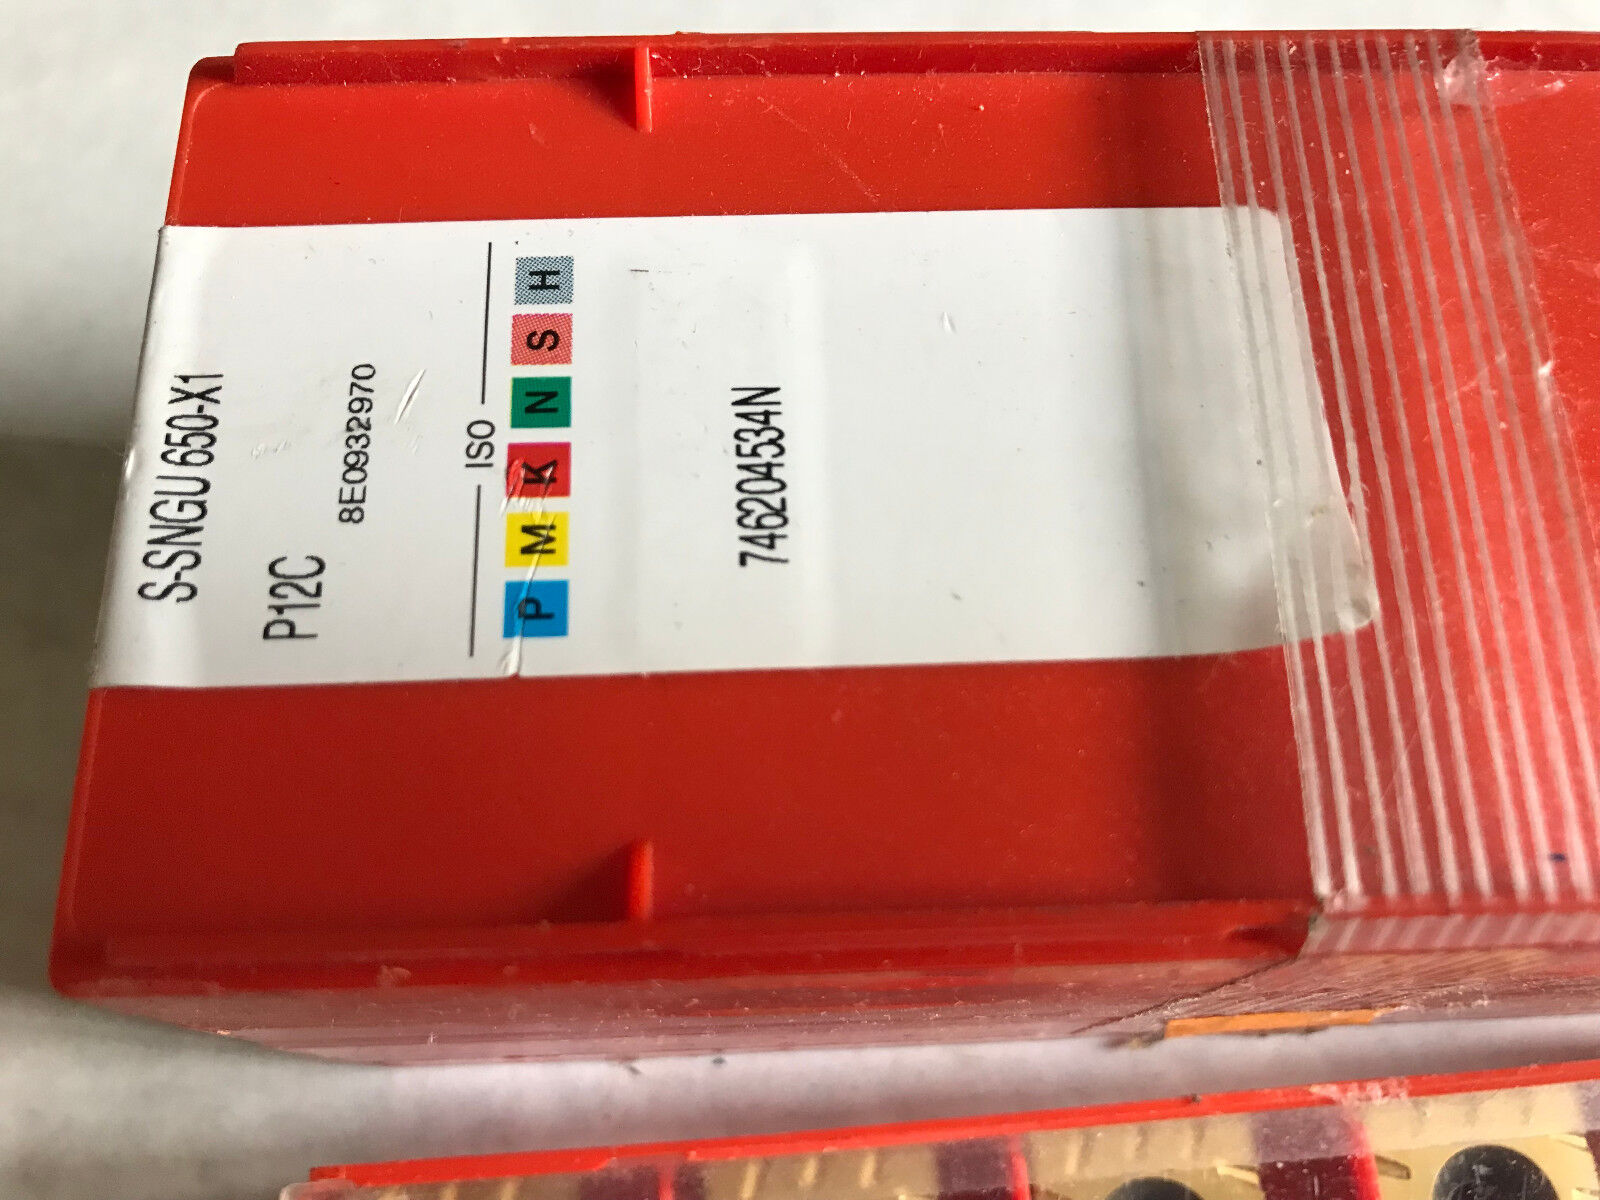 S-SNGU 650-X1
P12C
8E0932970
ISO
P M K N S H
746204534N